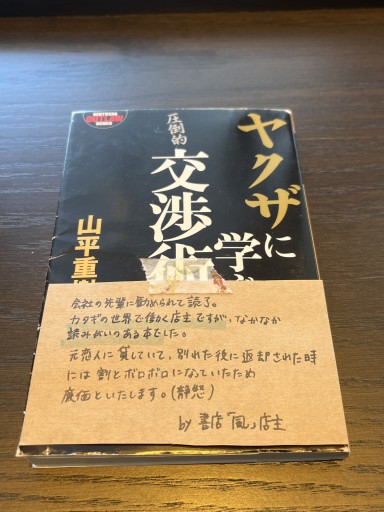 ヤクザに
学
圧倒的
交渉術
山平重
会社の先輩に勧められて読了。
カタギの世界で働く店主ですが、なかなか
読みがいのある本でした。
元恋人に貸していて、別れた後に返却された時
には割とボロボロになっていたため
廉価といたします。(静怒)
by 書店「風」店主